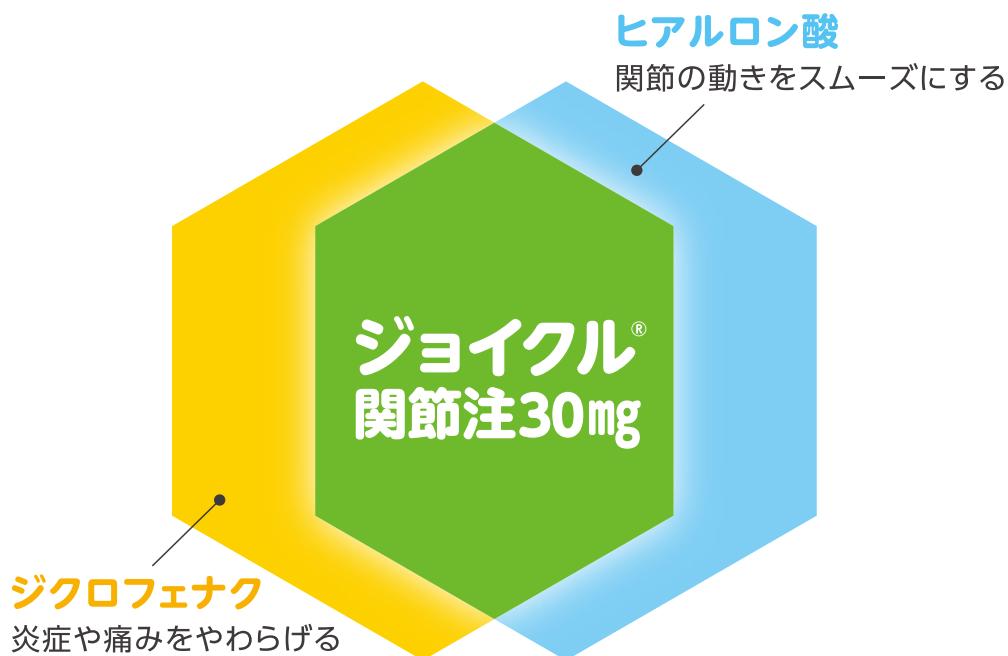 ヒアルロン酸
関節の動きをスムーズにする
ジョイクル®
関節注30mg
ジクロフェナク
炎症や痛みをやわらげる